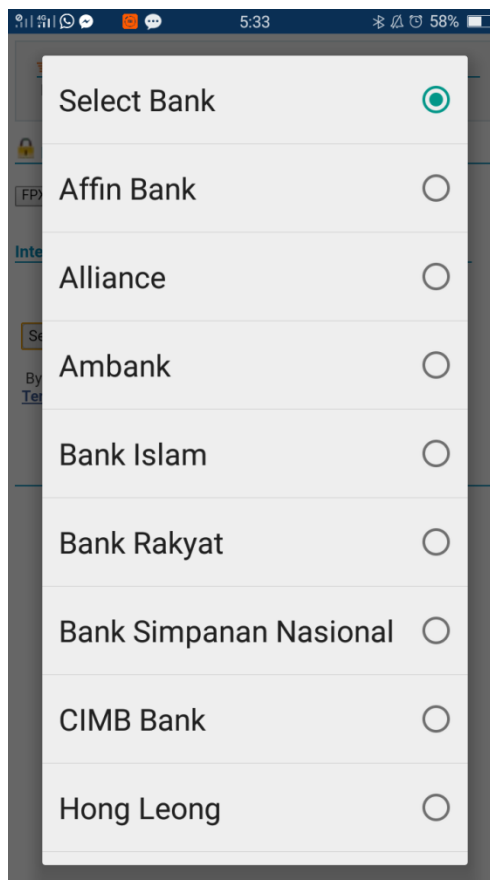 5:33
58%
Select Bank
FPX
Affin Bank
Inte
Alliance
Se
Ambank
By
Ter
Bank Islam
Bank Rakyat
Bank Simpanan Nasional
CIMB Bank
Hong Leong